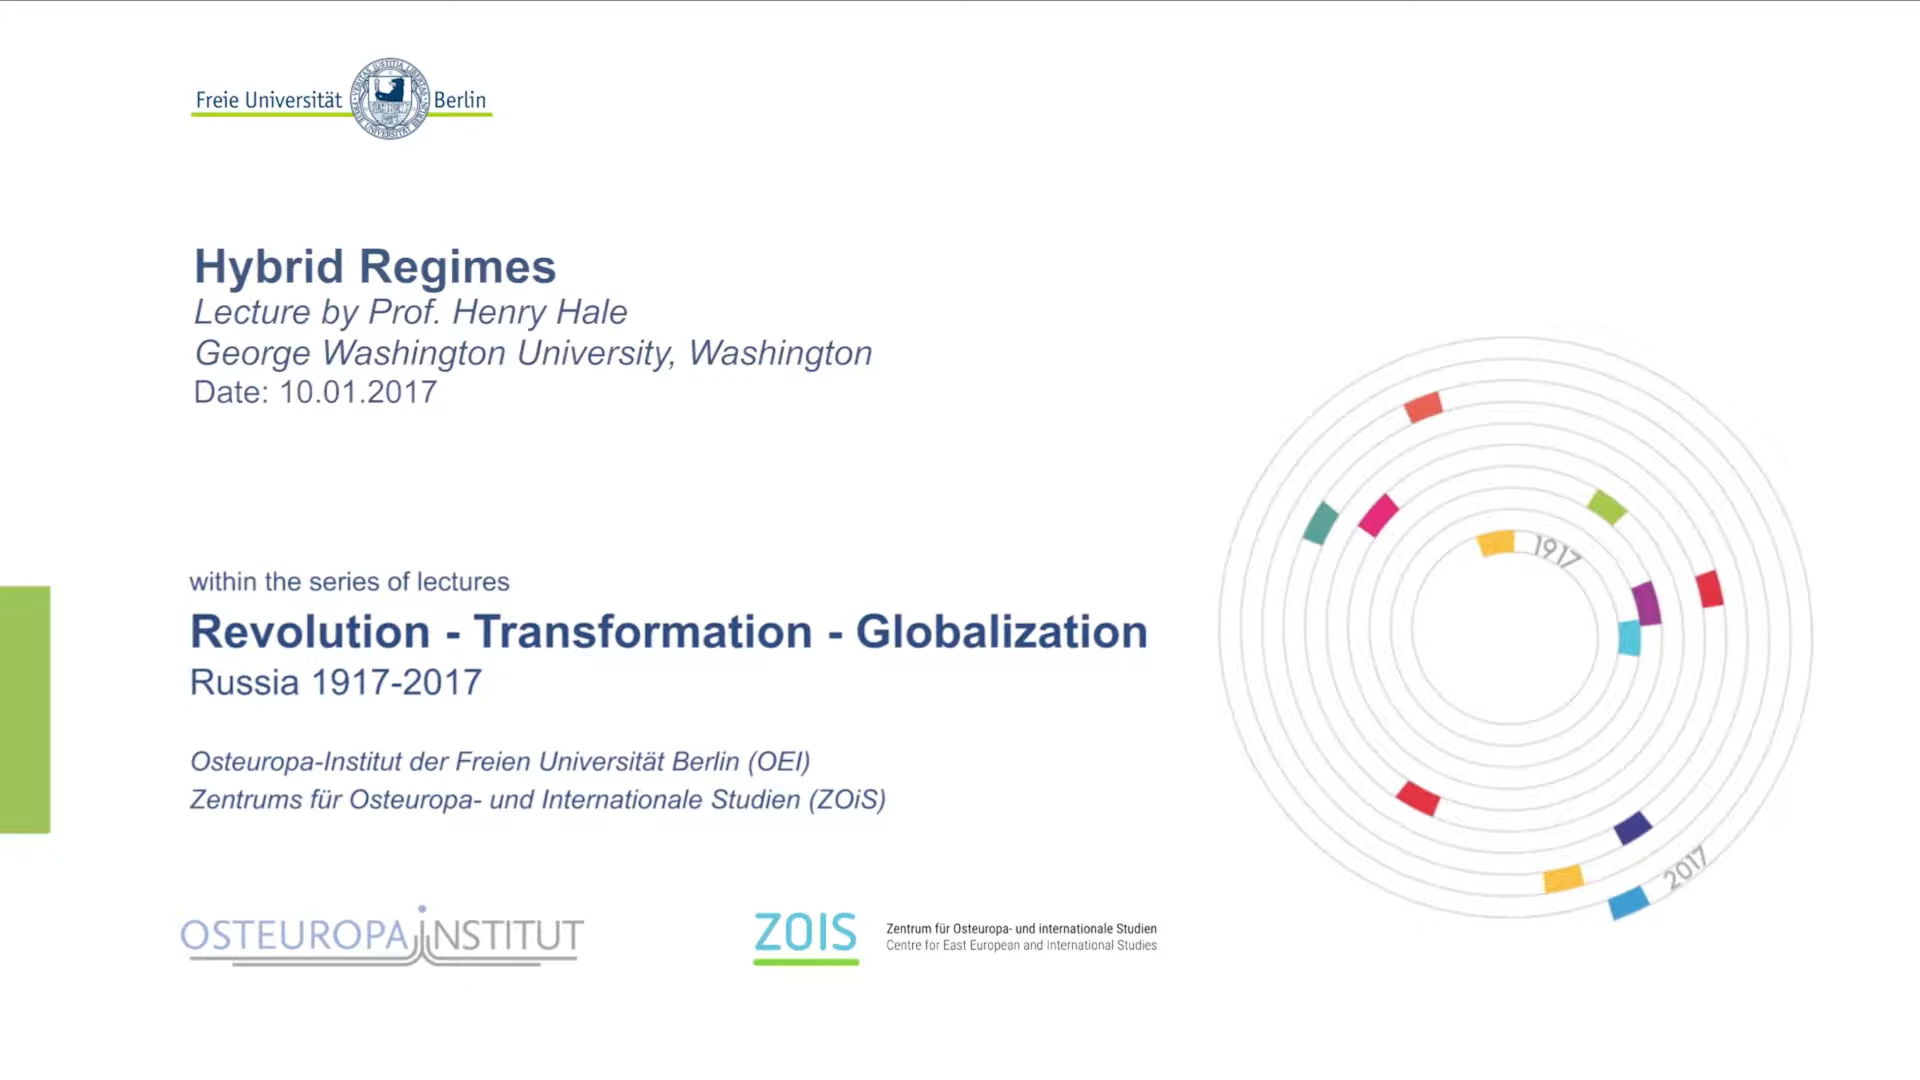 Freie Universität Berlin
Hybrid Regimes
Lecture by Prof. Henry Hale
George Washington University, Washington
Date: 10.01.2017
within the series of lectures
Revolution - Transformation - Globalization
Russia 1917-2017
Osteuropa-Institut der Freien Universität Berlin (OEI)
Zentrums für Osteuropa- und Internationale Studien (ZOiS)
1917
2017
OSTEUROPAiNSTITUT
ZOIS
Zentrum für Osteuropa- und internationale Studien
Centre for East European and International Studies